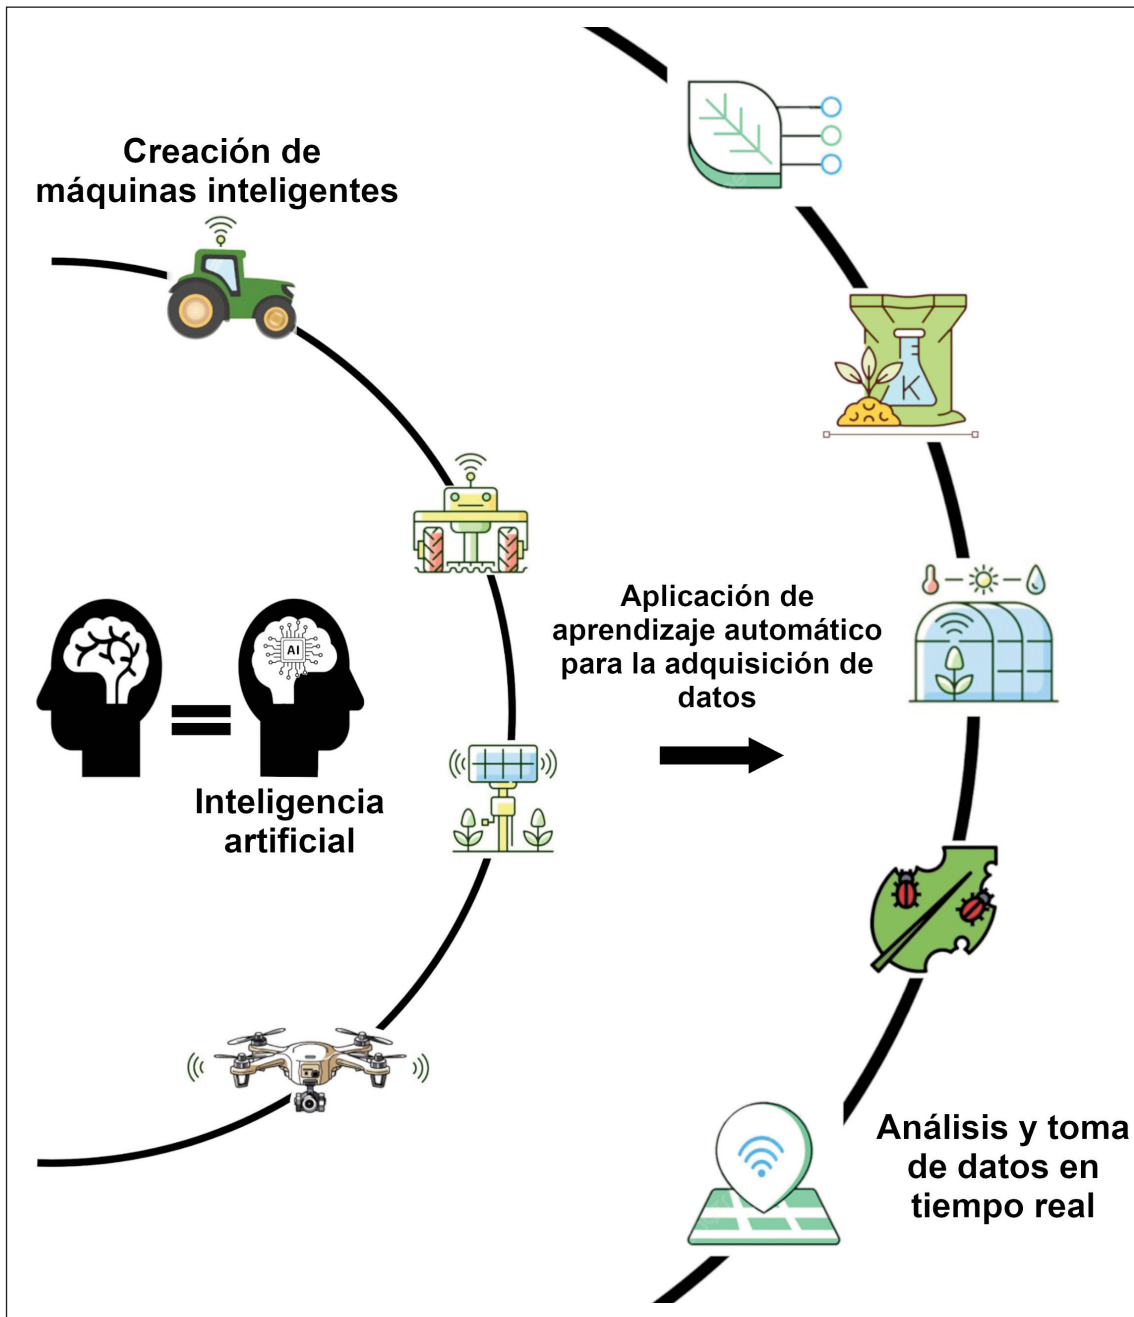 Creación de
máquinas inteligentes
K
AI
Inteligencia
artificial
Aplicación de
aprendizaje automático
para la adquisición de
datos
Análisis y toma
de datos en
tiempo real